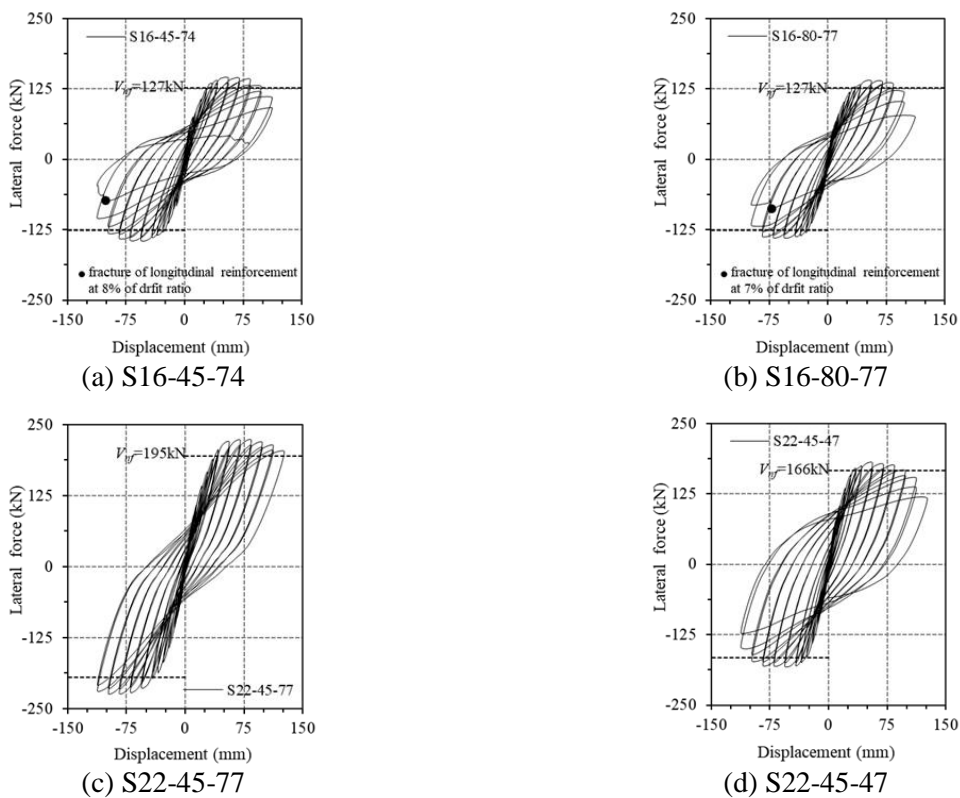 250
125
0
-125
-250
Lateral force (kN)
S16-45-74
Vnf=127kN
fracture of longitudinal reinforcement
at 8% of drfit ratio
-150 -75 0 75 150
Displacement (mm)
(a) S16-45-74
250
125
0
-125
-250
Lateral force (kN)
S16-80-77
Vnf=127kN
fracture of longitudinal reinforcement
at 7% of drfit ratio
-150 -75 0 75 150
Displacement (mm)
(b) S16-80-77
250
125
0
-125
-250
Lateral force (kN)
Vnf=195kN
S22-45-77
-150 -75 0 75 150
Displacement (mm)
(c) S22-45-77
250
125
0
-125
-250
Lateral force (kN)
S22-45-47
Vnf=166kN
-150 -75 0 75 150
Displacement (mm)
(d) S22-45-47